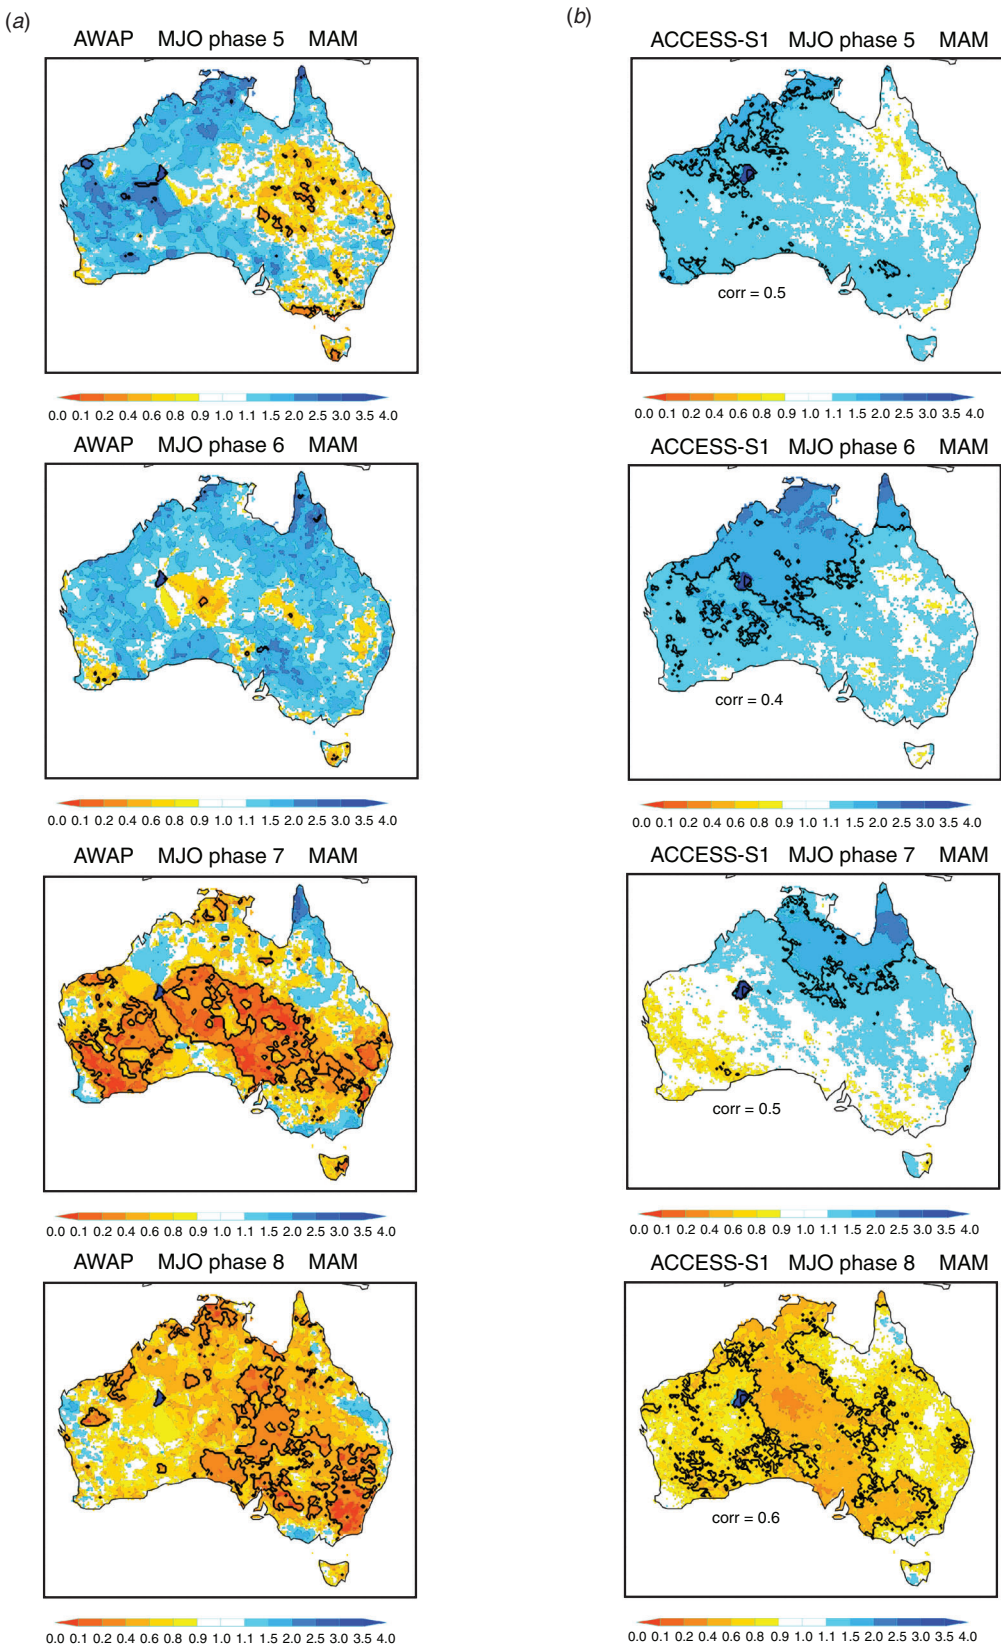 (a)
(b)
AWAP MJO phase 5 MAM
ACCESS-S1 MJO phase 5 MAM
corr = 0.5
0.0 0.1 0.2 0.4 0.6 0.8 0.9 1.0 1.1 1.5 2.0 2.5 3.0 3.5 4.0
0.0 0.1 0.2 0.4 0.6 0.8 0.9 1.0 1.1 1.5 2.0 2.5 3.0 3.5 4.0
AWAP MJO phase 6 MAM
ACCESS-S1 MJO phase 6 MAM
corr = 0.4
0.0 0.1 0.2 0.4 0.6 0.8 0.9 1.0 1.1 1.5 2.0 2.5 3.0 3.5 4.0
0.0 0.1 0.2 0.4 0.6 0.8 0.9 1.0 1.1 1.5 2.0 2.5 3.0 3.5 4.0
AWAP MJO phase 7 MAM
ACCESS-S1 MJO phase 7 MAM
corr = 0.5
0.0 0.1 0.2 0.4 0.6 0.8 0.9 1.0 1.1 1.5 2.0 2.5 3.0 3.5 4.0
0.0 0.1 0.2 0.4 0.6 0.8 0.9 1.0 1.1 1.5 2.0 2.5 3.0 3.5 4.0
AWAP MJO phase 8 MAM
ACCESS-S1 MJO phase 8 MAM
corr = 0.6
0.0 0.1 0.2 0.4 0.6 0.8 0.9 1.0 1.1 1.5 2.0 2.5 3.0 3.5 4.0
0.0 0.1 0.2 0.4 0.6 0.8 0.9 1.0 1.1 1.5 2.0 2.5 3.0 3.5 4.0